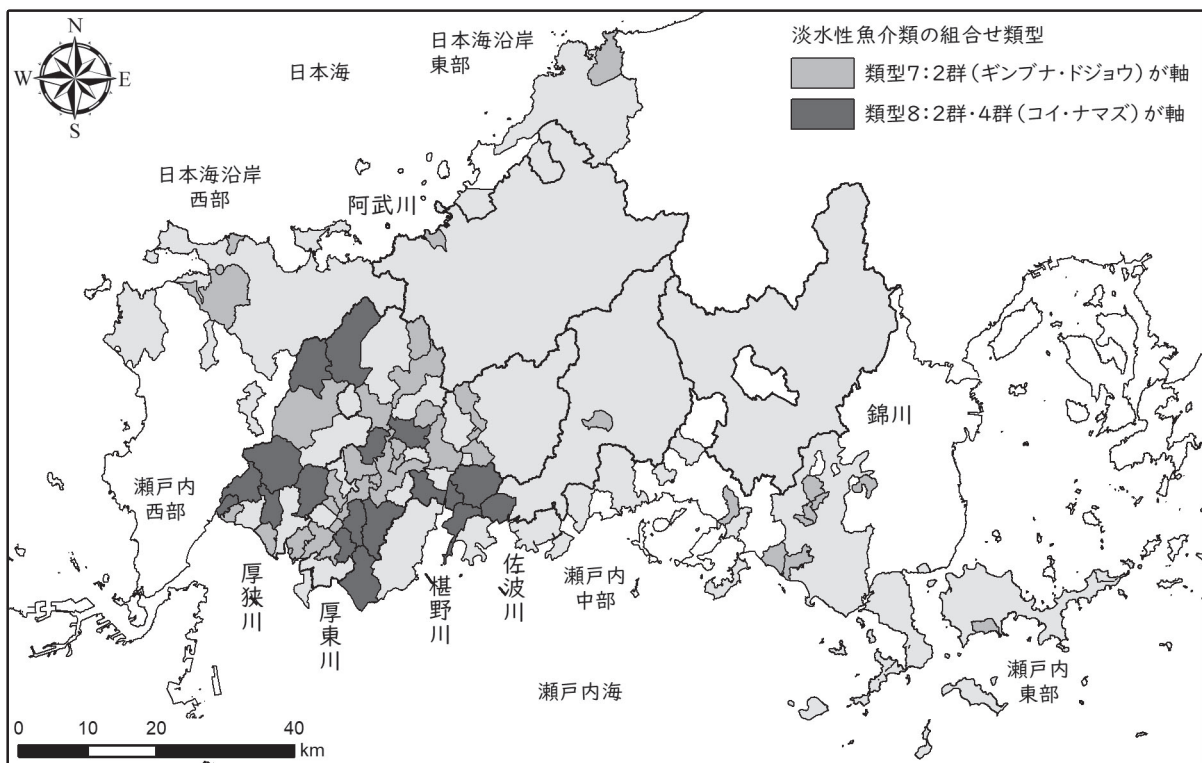 N
W
E
S
日本海
日本海沿岸
東部
淡水性魚介類の組合せ類型
類型7:2群(ギンブナ・ドジョウ)が軸
類型8:2群・4群(コイ・ナマズ)が軸
日本海沿岸
西部
阿武川
錦川
瀬戸内
西部
厚狭川
厚東川
椹野川
佐波川
瀬戸内
中部
瀬戸内海
瀬戸内
東部
0 10 20 40
km